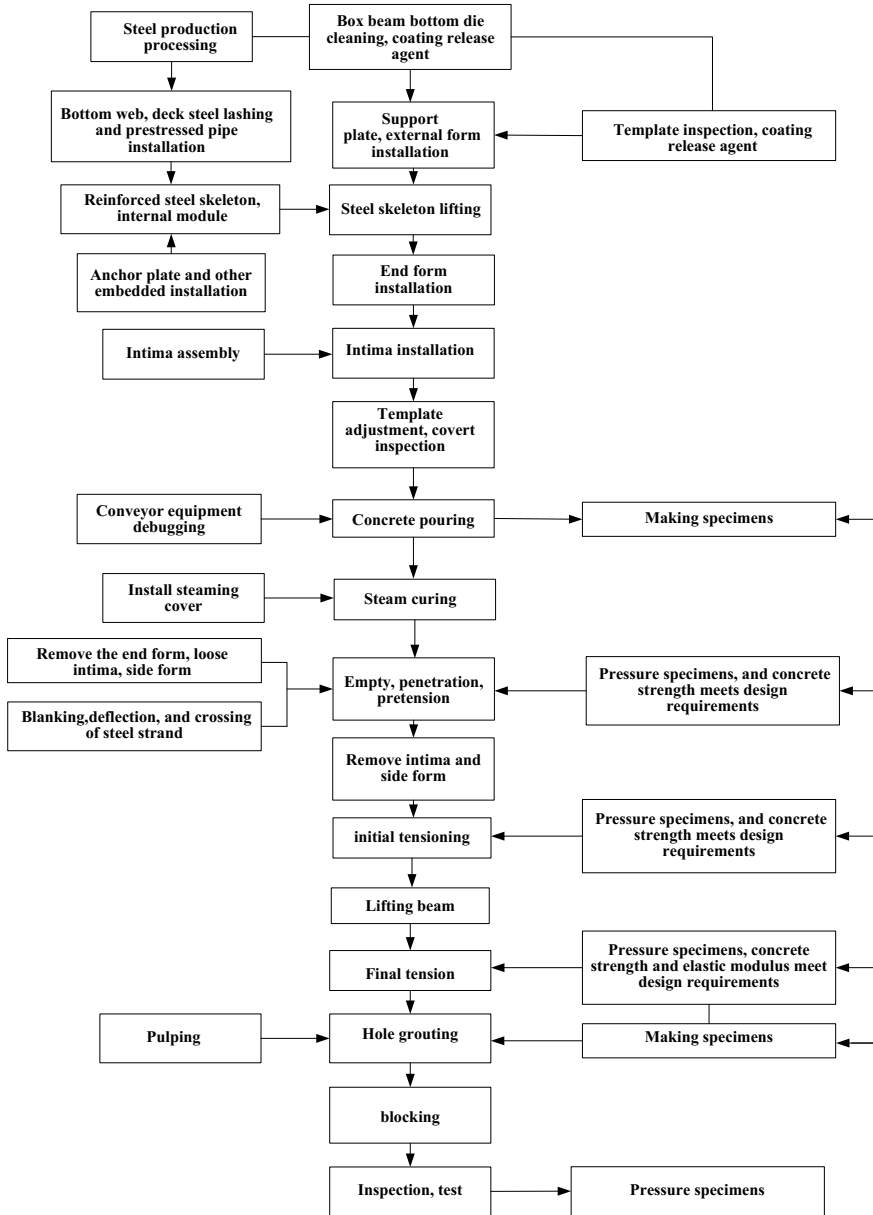 Steel production
processing
Box beam bottom die
cleaning, coating release
agent
Bottom web, deck steel lashing
and prestressed pipe
installation
Support
plate, external form
installation
Template inspection, coating
release agent
Reinforced steel skeleton,
internal module
Steel skeleton lifting
Anchor plate and other
embedded installation
End form
installation
Intima assembly
Intima installation
Template
adjustment, covert
inspection
Conveyor equipment
debugging
Concrete pouring
Making specimens
Install steaming
cover
Steam curing
Remove the end form, loose
intima, side form
Blanking,deflection, and crossing
of steel strand
Empty, penetration,
pretension
Pressure specimens, and concrete
strength meets design
requirements
Remove intima and
side form
initial tensioning
Pressure specimens, and concrete
strength meets design
requirements
Lifting beam
Final tension
Pressure specimens, concrete
strength and elastic modulus meet
design requirements
Pulping
Hole grouting
Making specimens
blocking
Inspection, test
Pressure specimens